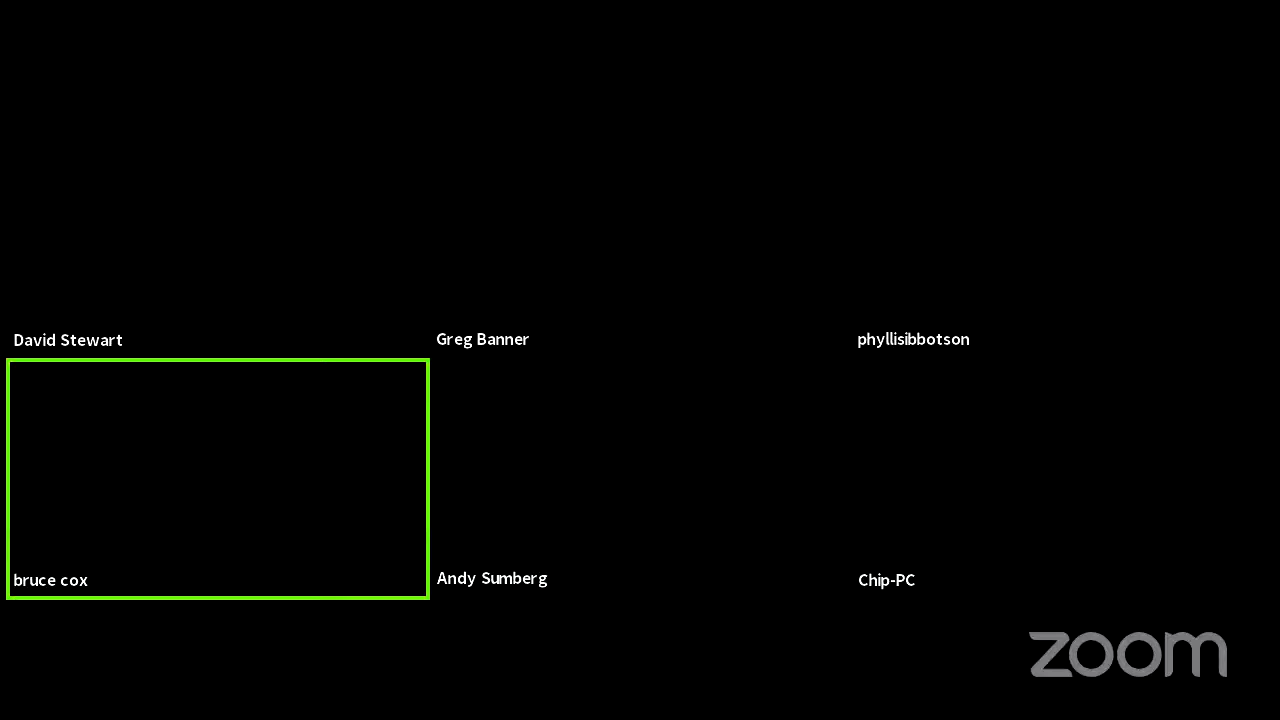 David Stewart
Greg Banner
phyllisibbotson
bruce cox
Andy Sumberg
Chip-PC
zoom